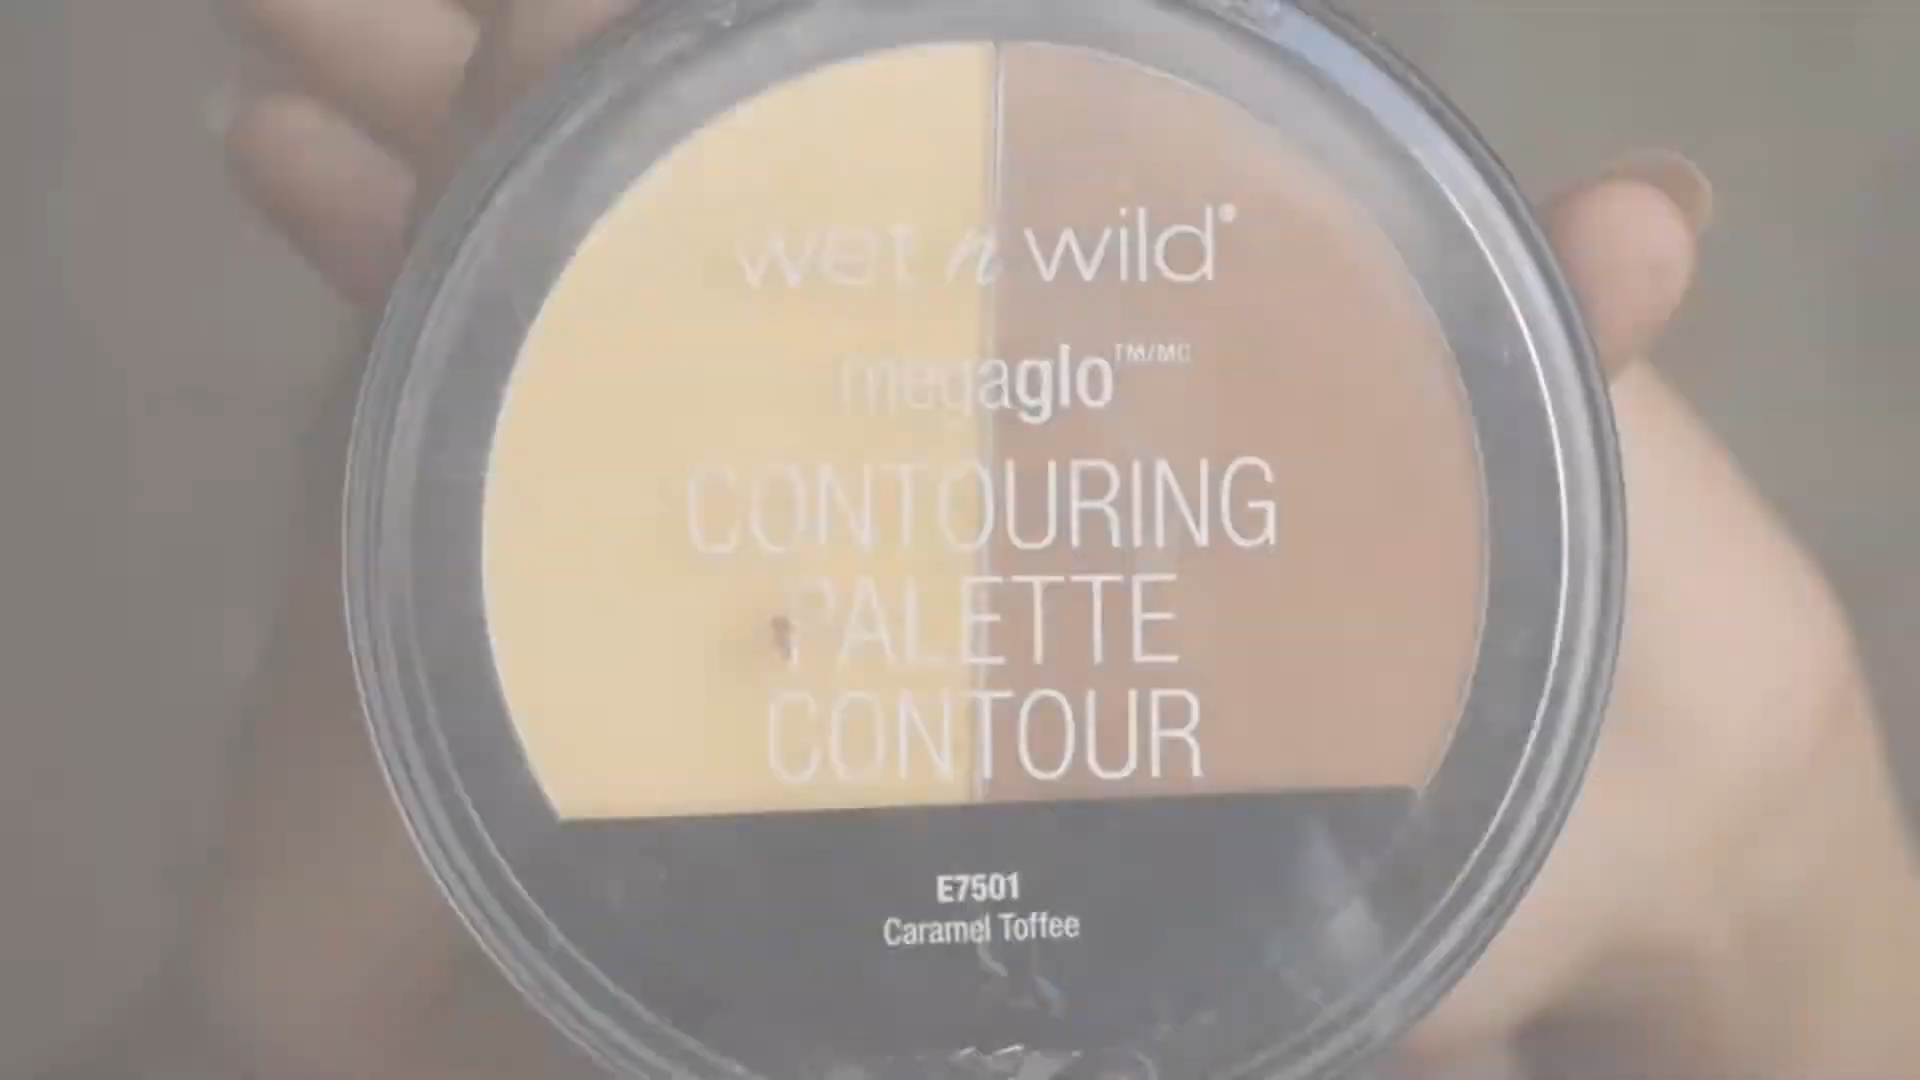 wet n wild®
megaglo™/MC
CONTOURING
PALETTE
CONTOUR
E7501
Caramel Toffee